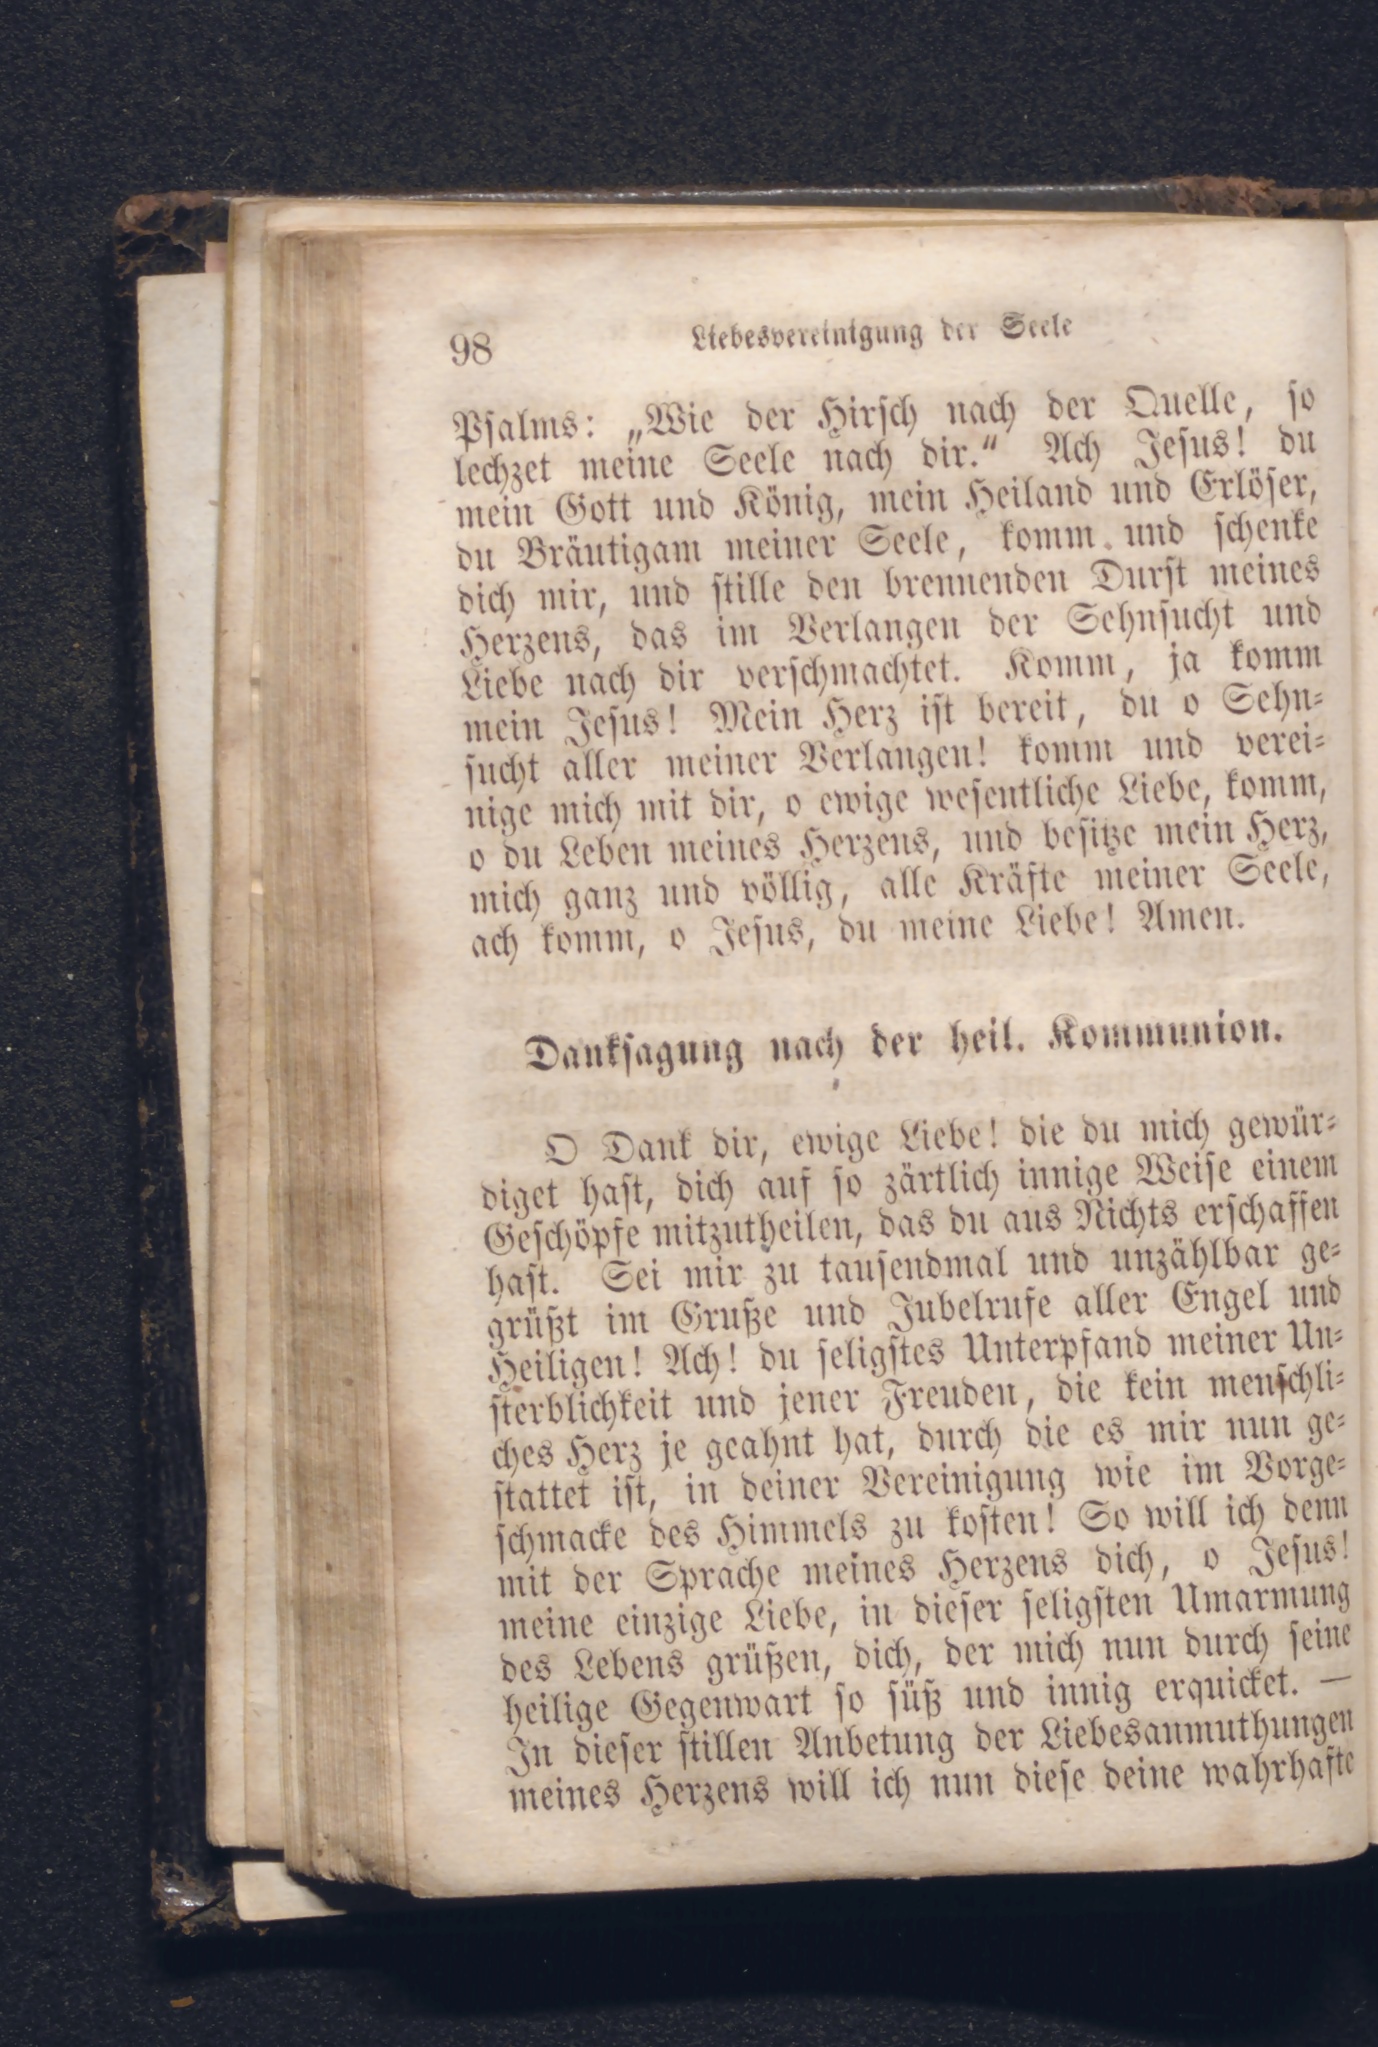 98 Liebesvereinigung der Seele
Psalms: „Wie der Hirsch nach der Quelle, so
lechzet meine Seele nach dir.“ Ach Jesus! du
mein Gott und König, mein Heiland und Erlöser,
du Bräutigam meiner Seele, komm und schenke
dich mir, und stille den brennenden Durst meines
Herzens, das im Verlangen der Sehnsucht und
Liebe nach dir verschmachtet. Komm, ja komm
mein Jesus! Mein Herz ist bereit, du o Sehn-
sucht aller meiner Verlangen! komm und verei-
nige mich mit dir, o ewige wesentliche Liebe, komm,
o du Leben meines Herzens, und besitze mein Herz,
mich ganz und völlig, alle Kräfte meiner Seele,
ach komm, o Jesus, du meine Liebe! Amen.
Danksagung nach der heil. Kommunion.
O Dank dir, ewige Liebe! die du mich gewür-
diget hast, dich auf so zärtlich innige Weise einem
Geschöpfe mitzutheilen, das du aus Nichts erschaffen
hast. Sei mir zu tausendmal und unzählbar ge-
grüßt im Gruße und Jubelrufe aller Engel und
Heiligen! Ach! du seligstes Unterpfand meiner Un-
sterblichkeit und jener Freuden, die kein menschli-
ches Herz je geahnt hat, durch die es mir nun ge-
stattet ist, in deiner Vereinigung wie im Vorge-
schmacke des Himmels zu kosten! So will ich denn
mit der Sprache meines Herzens dich, o Jesus!
meine einzige Liebe, in dieser seligsten Umarmung
des Lebens grüßen, dich, der mich nun durch seine
heilige Gegenwart so süß und innig erquicket. —
In dieser stillen Anbetung der Liebesanmuthungen
meines Herzens will ich nun diese deine wahrhafte